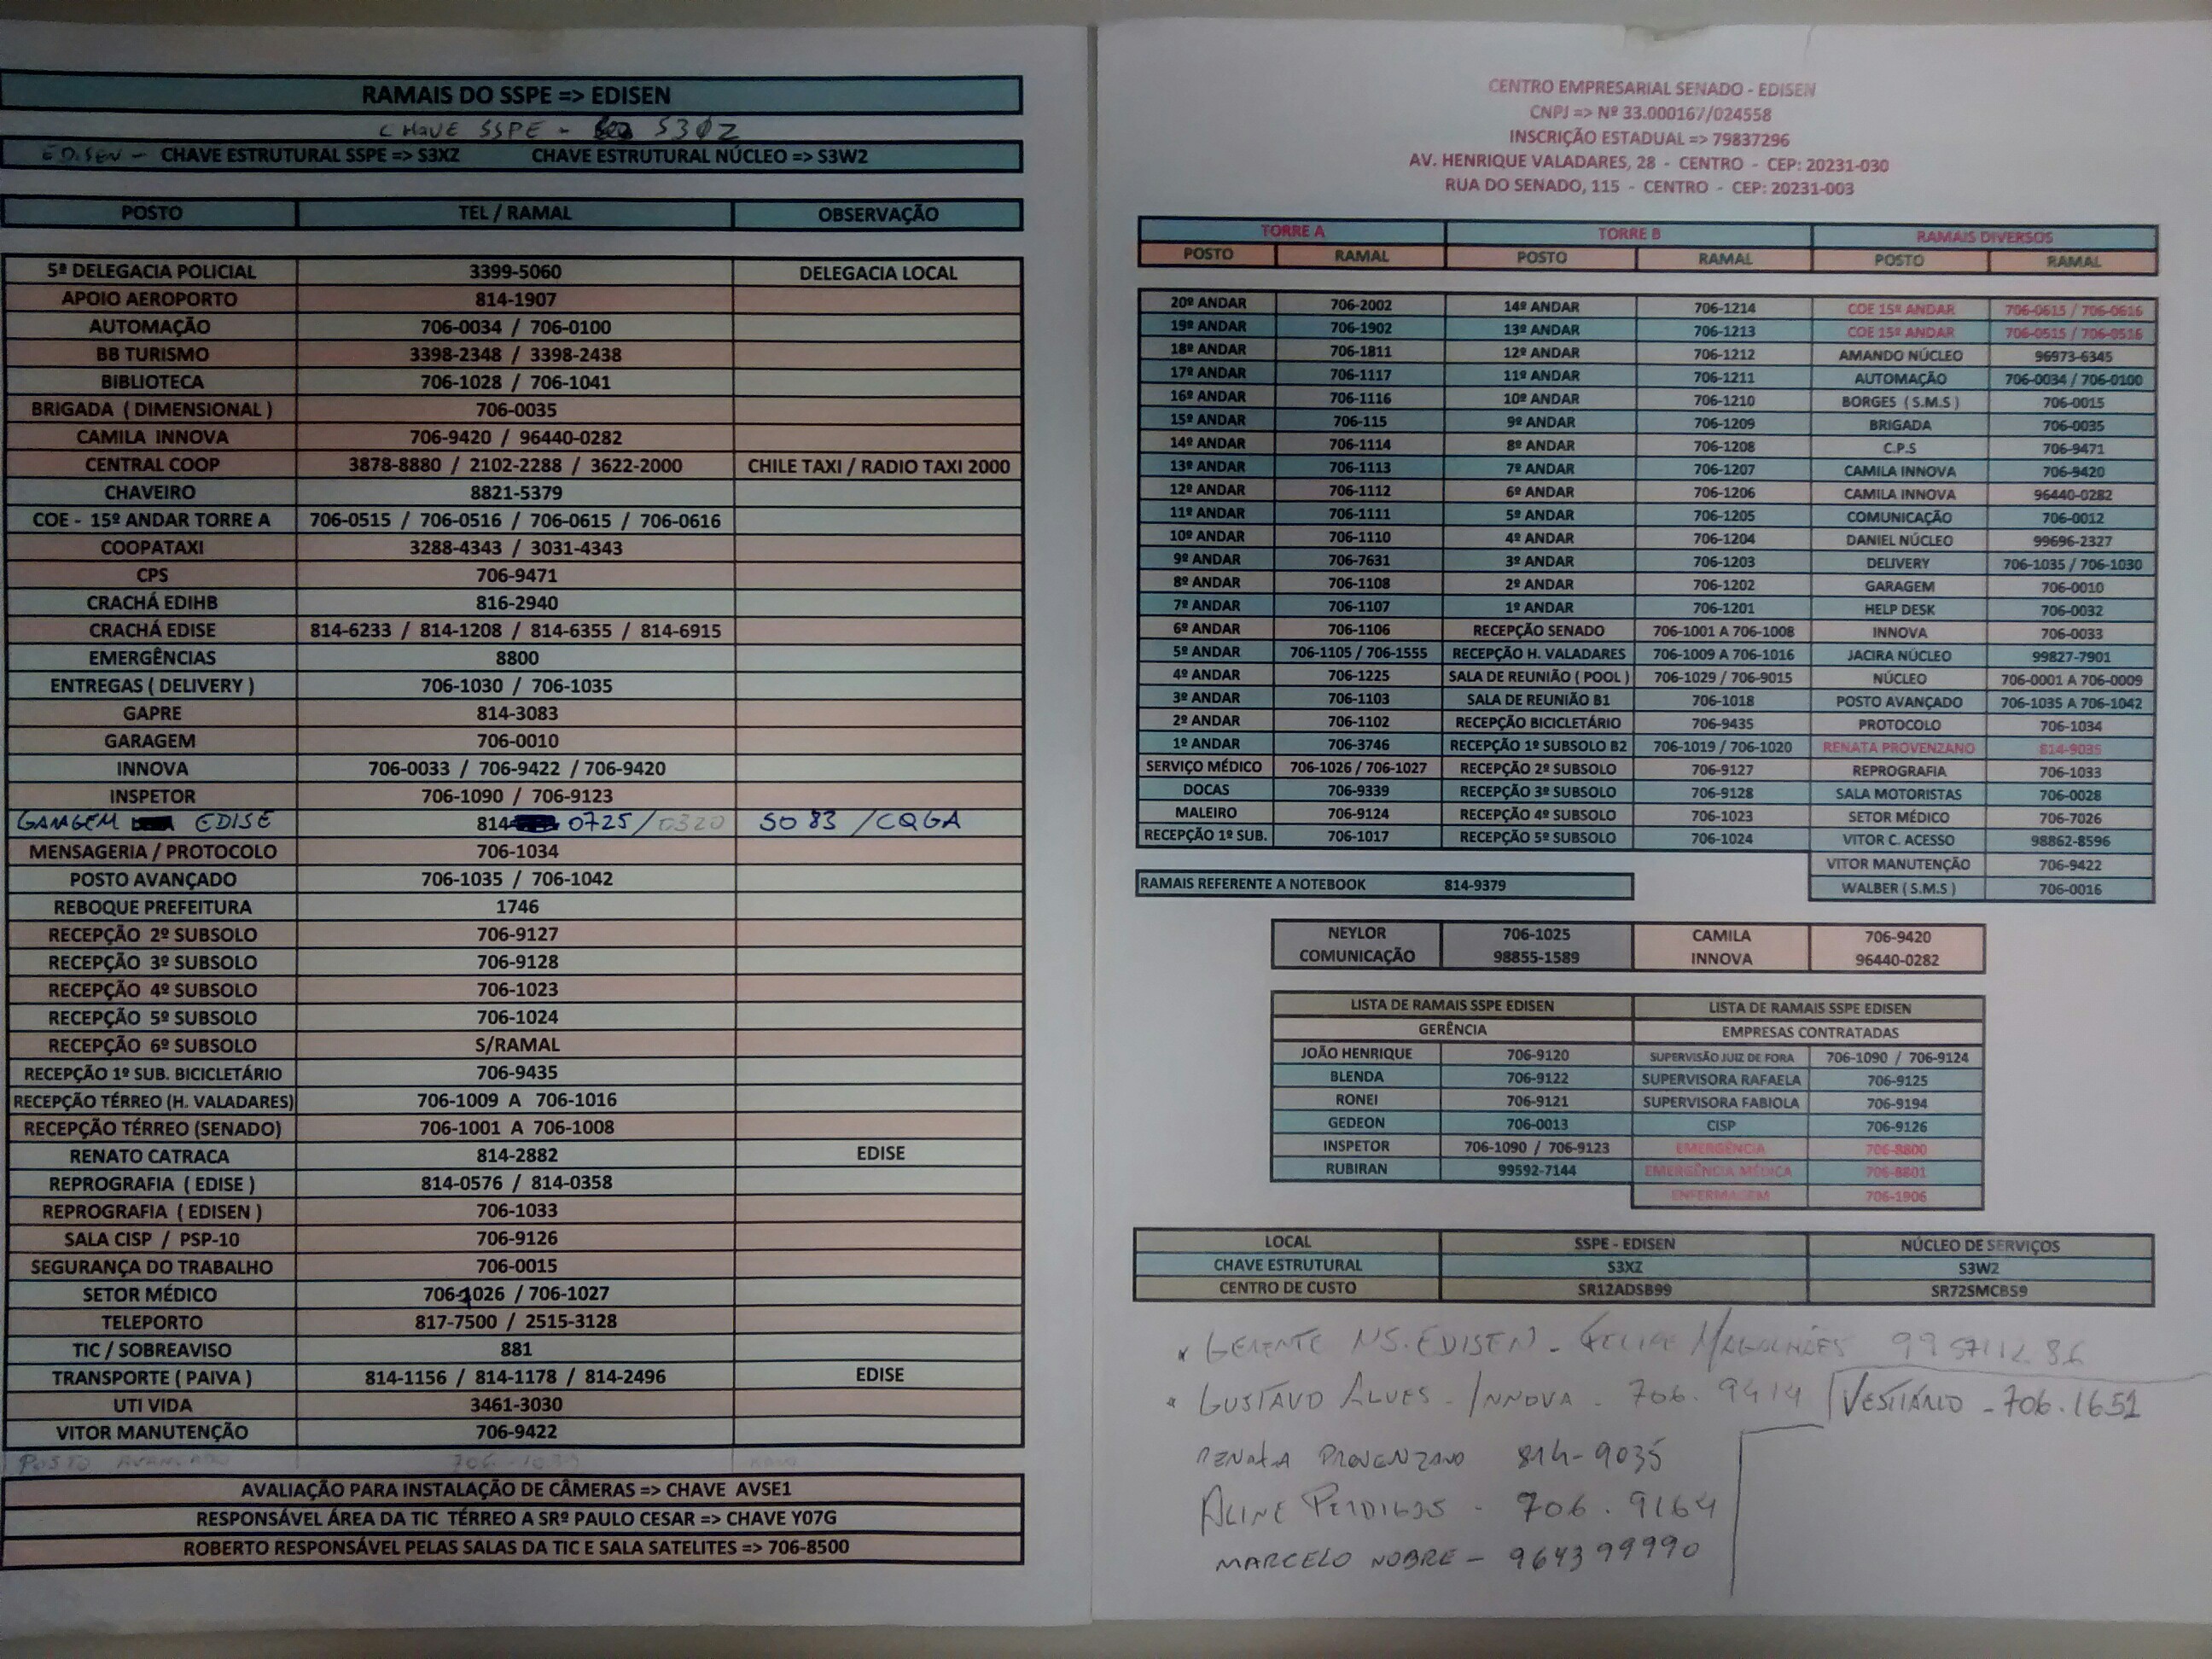 RAMAIS DO SSPE => EDISEN
CHAVE SSPE - S3ØZ
EDISEN - CHAVE ESTRUTURAL SSPE => S3XZ CHAVE ESTRUTURAL NÚCLEO => S3W2
POSTO TEL / RAMAL OBSERVAÇÃO
5ª DELEGACIA POLICIAL 3399-5060 DELEGACIA LOCAL
APOIO AEROPORTO 814-1907
AUTOMAÇÃO 706-0034 / 706-0100
BB TURISMO 3398-2348 / 3398-2438
BIBLIOTECA 706-1028 / 706-1041
BRIGADA ( DIMENSIONAL ) 706-0035
CAMILA INNOVA 706-9420 / 96440-0282
CENTRAL COOP 3878-8880 / 2102-2288 / 3622-2000 CHILE TAXI / RADIO TAXI 2000
CHAVEIRO 8821-5379
COE - 15º ANDAR TORRE A 706-0515 / 706-0516 / 706-0615 / 706-0616
COOPATAXI 3288-4343 / 3031-4343
CPS 706-9471
CRACHÁ EDIHB 816-2940
CRACHÁ EDISE 814-6233 / 814-1208 / 814-6355 / 814-6915
EMERGÊNCIAS 8800
ENTREGAS ( DELIVERY ) 706-1030 / 706-1035
GAPRE 814-3083
GARAGEM 706-0010
INNOVA 706-0033 / 706-9422 / 706-9420
INSPETOR 706-1090 / 706-9123
GARAGEM EDISE 814 0725/0320 SO 83 /CQGA
MENSAGERIA / PROTOCOLO 706-1034
POSTO AVANÇADO 706-1035 / 706-1042
REBOQUE PREFEITURA 1746
RECEPÇÃO 2º SUBSOLO 706-9127
RECEPÇÃO 3º SUBSOLO 706-9128
RECEPÇÃO 4º SUBSOLO 706-1023
RECEPÇÃO 5º SUBSOLO 706-1024
RECEPÇÃO 6º SUBSOLO S/RAMAL
RECEPÇÃO 1º SUB. BICICLETÁRIO 706-9435
RECEPÇÃO TÉRREO (H. VALADARES) 706-1009 A 706-1016
RECEPÇÃO TÉRREO (SENADO) 706-1001 A 706-1008
RENATO CATRACA 814-2882 EDISE
REPROGRAFIA ( EDISE ) 814-0576 / 814-0358
REPROGRAFIA ( EDISEN ) 706-1033
SALA CISP / PSP-10 706-9126
SEGURANÇA DO TRABALHO 706-0015
SETOR MÉDICO 706-1026 / 706-1027
TELEPORTO 817-7500 / 2515-3128
TIC / SOBREAVISO 881
TRANSPORTE ( PAIVA ) 814-1156 / 814-1178 / 814-2496 EDISE
UTI VIDA 3461-3030
VITOR MANUTENÇÃO 706-9422
POSTO AVANÇADO
AVALIAÇÃO PARA INSTALAÇÃO DE CÂMERAS => CHAVE AVSE1
RESPONSÁVEL ÁREA DA TIC TÉRREO A SRº PAULO CESAR => CHAVE Y07G
ROBERTO RESPONSÁVEL PELAS SALAS DA TIC E SALA SATELITES => 706-8500
CENTRO EMPRESARIAL SENADO - EDISEN
CNPJ => Nº 33.000167/024558
INSCRIÇÃO ESTADUAL => 79837296
AV. HENRIQUE VALADARES, 28 - CENTRO - CEP: 20231-030
RUA DO SENADO, 115 - CENTRO - CEP: 20231-003
TORRE A TORRE B RAMAIS DIVERSOS
POSTO RAMAL POSTO RAMAL POSTO RAMAL
20º ANDAR 706-2002 14º ANDAR 706-1214 COE 15º ANDAR 706-0615 / 706-0616
19º ANDAR 706-1902 13º ANDAR 706-1213 COE 15º ANDAR 706-0515 / 706-0516
18º ANDAR 706-1811 12º ANDAR 706-1212 AMANDO NÚCLEO 96973-6345
17º ANDAR 706-1117 11º ANDAR 706-1211 AUTOMAÇÃO 706-0034 / 706-0100
16º ANDAR 706-1116 10º ANDAR 706-1210 BORGES ( S.M.S ) 706-0015
15º ANDAR 706-115 9º ANDAR 706-1209 BRIGADA 706-0035
14º ANDAR 706-1114 8º ANDAR 706-1208 C.P.S 706-9471
13º ANDAR 706-1113 7º ANDAR 706-1207 CAMILA INNOVA 706-9420
12º ANDAR 706-1112 6º ANDAR 706-1206 CAMILA INNOVA 96440-0282
11º ANDAR 706-1111 5º ANDAR 706-1205 COMUNICAÇÃO 706-0012
10º ANDAR 706-1110 4º ANDAR 706-1204 DANIEL NÚCLEO 99696-2327
9º ANDAR 706-7631 3º ANDAR 706-1203 DELIVERY 706-1035 / 706-1030
8º ANDAR 706-1108 2º ANDAR 706-1202 GARAGEM 706-0010
7º ANDAR 706-1107 1º ANDAR 706-1201 HELP DESK 706-0032
6º ANDAR 706-1106 RECEPÇÃO SENADO 706-1001 A 706-1008 INNOVA 706-0033
5º ANDAR 706-1105 / 706-1555 RECEPÇÃO H. VALADARES 706-1009 A 706-1016 JACIRA NÚCLEO 99827-7901
4º ANDAR 706-1225 SALA DE REUNIÃO ( POOL ) 706-1029 / 706-9015 NÚCLEO 706-0001 A 706-0009
3º ANDAR 706-1103 SALA DE REUNIÃO B1 706-1018 POSTO AVANÇADO 706-1035 A 706-1042
2º ANDAR 706-1102 RECEPÇÃO BICICLETÁRIO 706-9435 PROTOCOLO 706-1034
1º ANDAR 706-3746 RECEPÇÃO 1º SUBSOLO B2 706-1019 / 706-1020 RENATA PROVENZANO 814-9035
SERVIÇO MÉDICO 706-1026 / 706-1027 RECEPÇÃO 2º SUBSOLO 706-9127 REPROGRAFIA 706-1033
DOCAS 706-9339 RECEPÇÃO 3º SUBSOLO 706-9128 SALA MOTORISTAS 706-0028
MALEIRO 706-9124 RECEPÇÃO 4º SUBSOLO 706-1023 SETOR MÉDICO 706-7026
RECEPÇÃO 1º SUB. 706-1017 RECEPÇÃO 5º SUBSOLO 706-1024 VITOR C. ACESSO 98862-8596
VITOR MANUTENÇÃO 706-9422
RAMAIS REFERENTE A NOTEBOOK 814-9379 WALBER ( S.M.S ) 706-0016
NEYLOR 706-1025 CAMILA 706-9420
COMUNICAÇÃO 98855-1589 INNOVA 96440-0282
LISTA DE RAMAIS SSPE EDISEN LISTA DE RAMAIS SSPE EDISEN
GERÊNCIA EMPRESAS CONTRATADAS
JOÃO HENRIQUE 706-9120 SUPERVISÃO JUIZ DE FORA 706-1090 / 706-9124
BLENDA 706-9122 SUPERVISORA RAFAELA 706-9125
RONEI 706-9121 SUPERVISORA FABIOLA 706-9194
GEDEON 706-0013 CISP 706-9126
INSPETOR 706-1090 / 706-9123 EMERGÊNCIA 706-8800
RUBIRAN 99592-7144 EMERGÊNCIA MÉDICA 706-8801
ENFERMAGEM 706-1906
LOCAL SSPE - EDISEN NÚCLEO DE SERVIÇOS
CHAVE ESTRUTURAL S3XZ S3W2
CENTRO DE CUSTO SR12ADSB99 SR72SMCB59
* GERENTE NS. EDISEN - FELIPE MAGALHÃES
* GUSTAVO ALVES - INNOVA - 706.9414 VESTIÁRIO - 706.1651
RENATA PROVENZANO 814-9035
ALINE PERDIGÃO - 706.9164
MARCELO NOBRE - 964399990